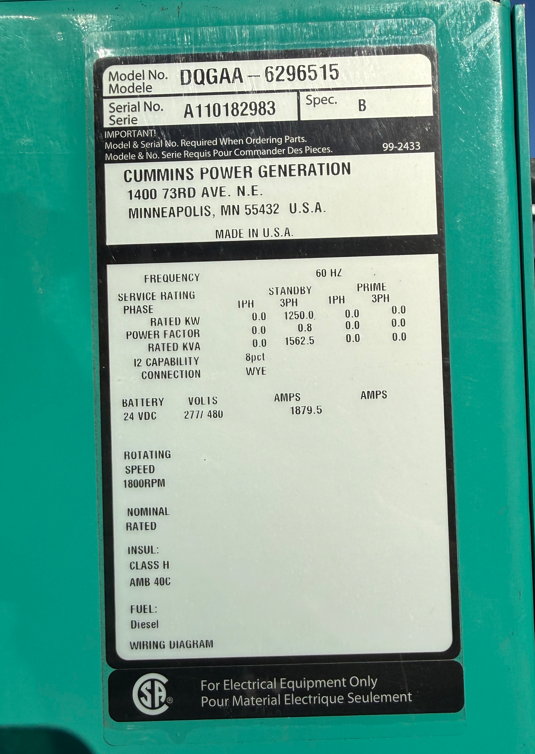 Model No. DQGAA - 6296515
Modele
Serial No. A110182983 Spec. B
Serie
IMPORTANT!
Model & Serial No. Required When Ordering Parts.
Modele & No. Serie Requis Pour Commander Des Pieces. 99-2433
CUMMINS POWER GENERATION
1400 73RD AVE. N.E.
MINNEAPOLIS, MN 55432 U.S.A.
MADE IN U.S.A.
FREQUENCY 60 HZ
SERVICE RATING STANDBY PRIME
PHASE 1PH 3PH 1PH 3PH
RATED KW 0.0 1250.0 0.0 0.0
POWER FACTOR 0.0 0.8 0.0 0.0
RATED KVA 0.0 1562.5 0.0 0.0
I2 CAPABILITY 8pct
CONNECTION WYE
BATTERY VOLTS AMPS AMPS
24 VDC 277/ 480 1879.5
ROTATING
SPEED
1800RPM
NOMINAL
RATED
INSUL:
CLASS H
AMB 40C
FUEL:
Diesel
WIRING DIAGRAM
SA® For Electrical Equipment Only
Pour Material Electrique Seulement